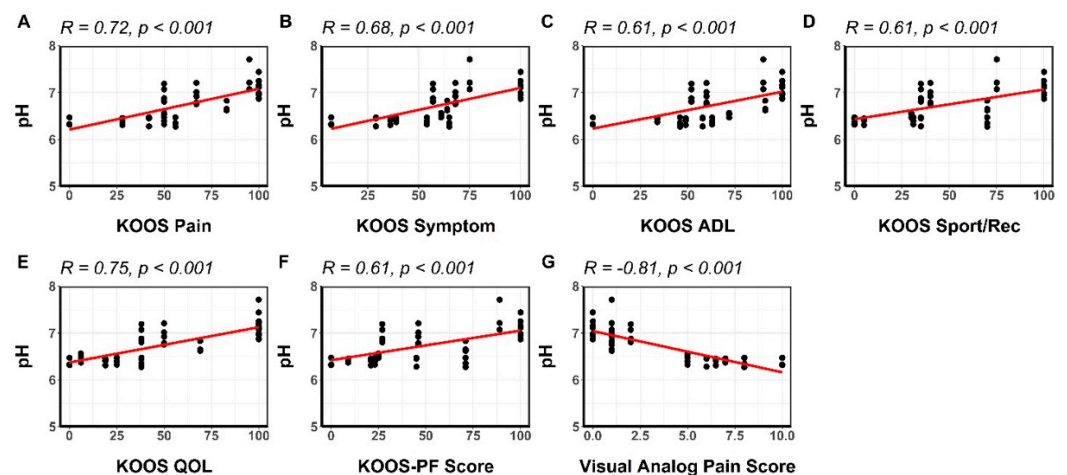 A B C D
R = 0.72, p < 0.001 R = 0.68, p < 0.001 R = 0.61, p < 0.001 R = 0.61, p < 0.001
8 8 8 8
7 7 7 7
pH pH pH pH
6 6 6 6
5 5 5 5
0 25 50 75 100 25 50 75 100 0 25 50 75 100 0 25 50 75 100
KOOS Pain KOOS Symptom KOOS ADL KOOS Sport/Rec
E F G
R = 0.75, p < 0.001 R = 0.61, p < 0.001 R = -0.81, p < 0.001
8 8 8
7 7 7
pH pH pH
6 6 6
5 5 5
0 25 50 75 100 0 25 50 75 100 0.0 2.5 5.0 7.5 10.0
KOOS QOL KOOS-PF Score Visual Analog Pain Score